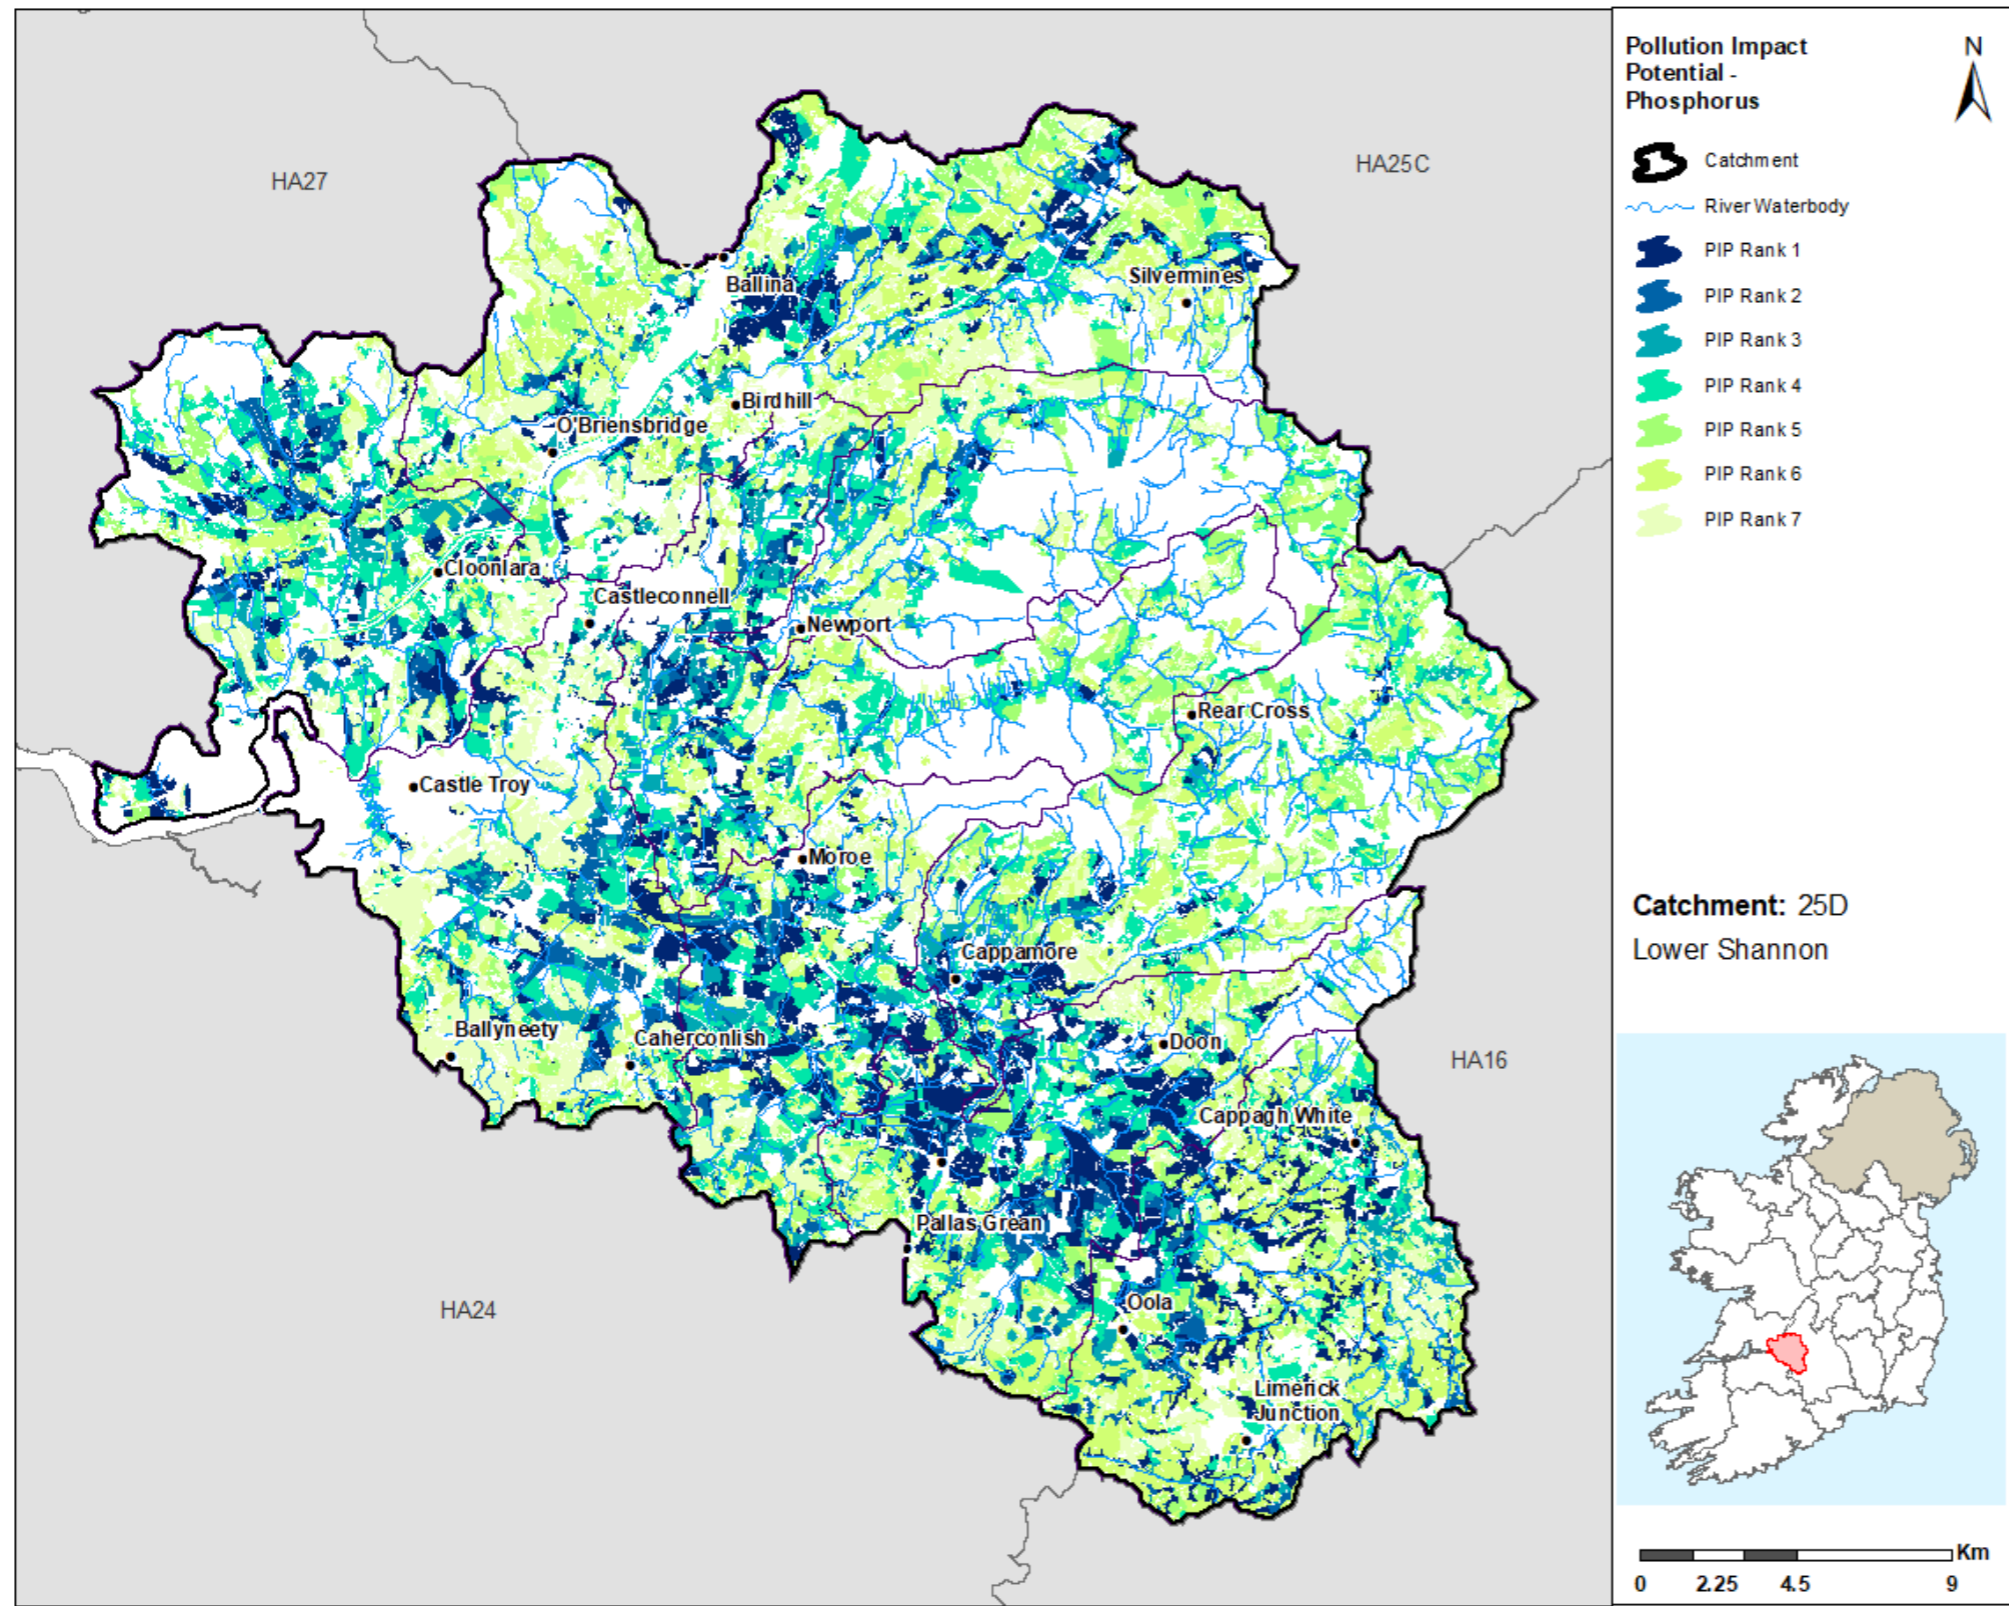 HA27
HA25C
Ballina
Silvermines
Birdhill
O'Briensbridge
Cloonlara
Castleconnell
Newport
Rear Cross
Castle Troy
Moroe
Cappamore
Ballyneety
Caherconlish
Doon
HA16
Cappagh White
Pallas Grean
Oola
HA24
Limerick
Junction
Pollution Impact
Potential -
Phosphorus
N
Catchment
River Waterbody
PIP Rank 1
PIP Rank 2
PIP Rank 3
PIP Rank 4
PIP Rank 5
PIP Rank 6
PIP Rank 7
Catchment: 25D
Lower Shannon
Km
0 2.25 4.5 9